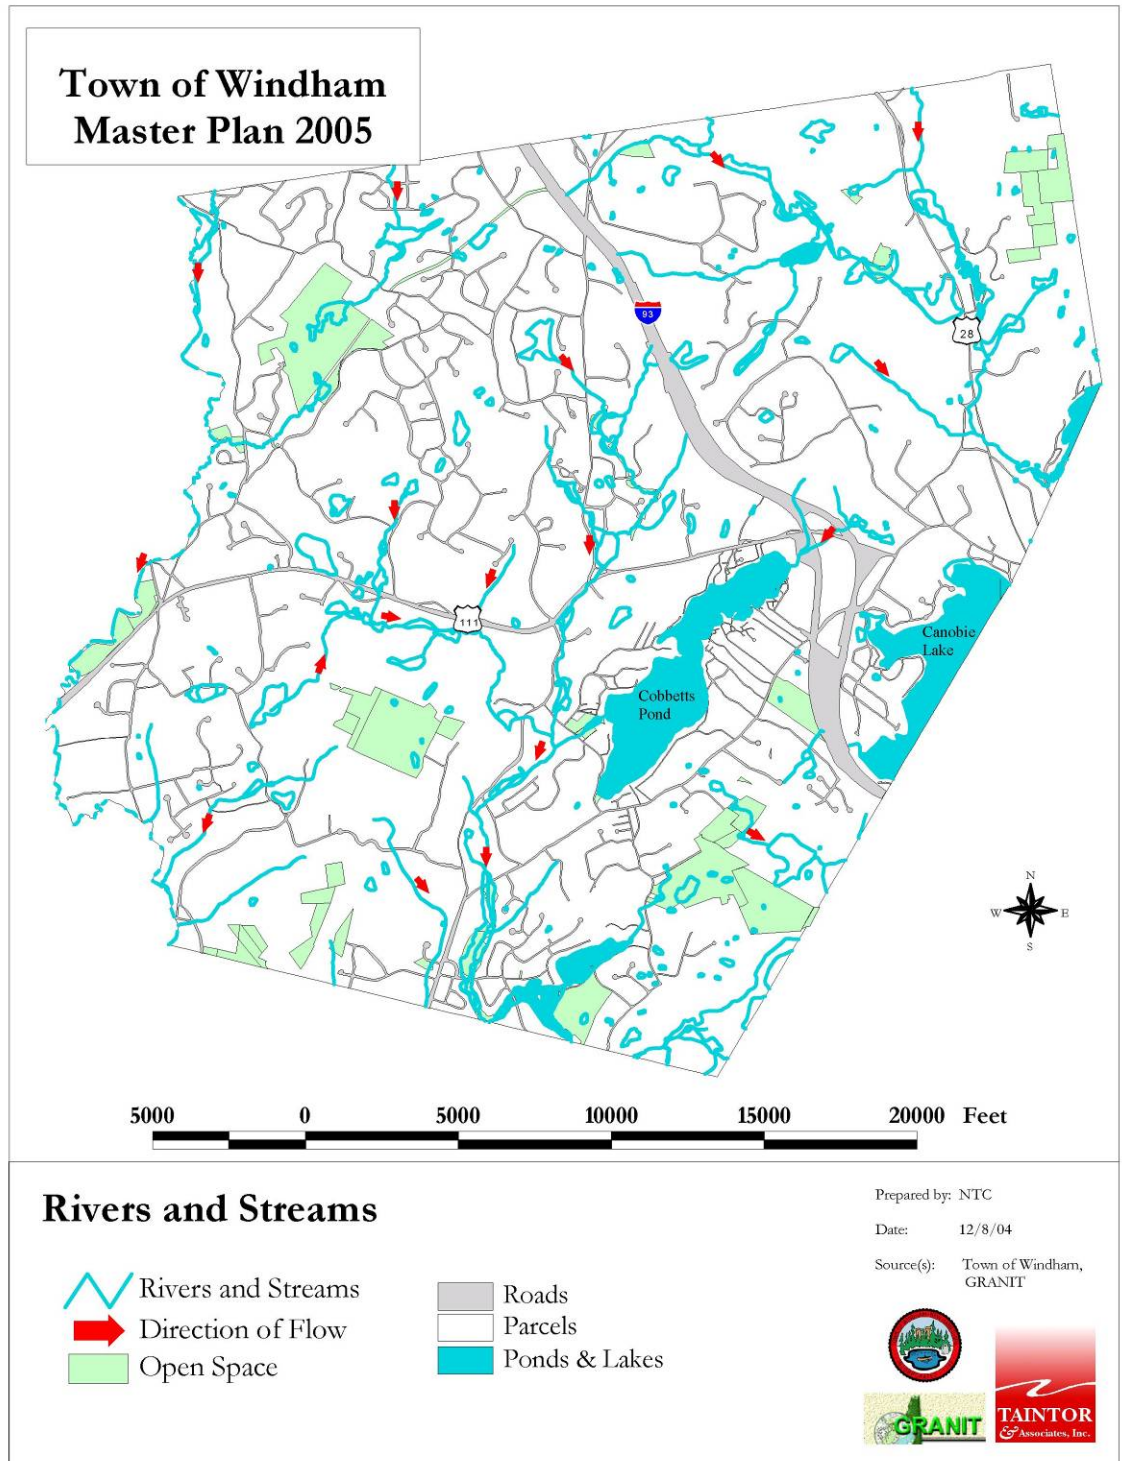 Town of Windham
Master Plan 2005
93
28
111
Canobie
Lake
Cobbetts
Pond
N
W
E
S
5000
0
5000
10000
15000
20000
Feet
Rivers and Streams
Prepared by: NTC
Date: 12/8/04
Source(s): Town of Windham,
GRANIT
Rivers and Streams
Direction of Flow
Open Space
Roads
Parcels
Ponds & Lakes
GRANIT
TAINTOR
& Associates, Inc.